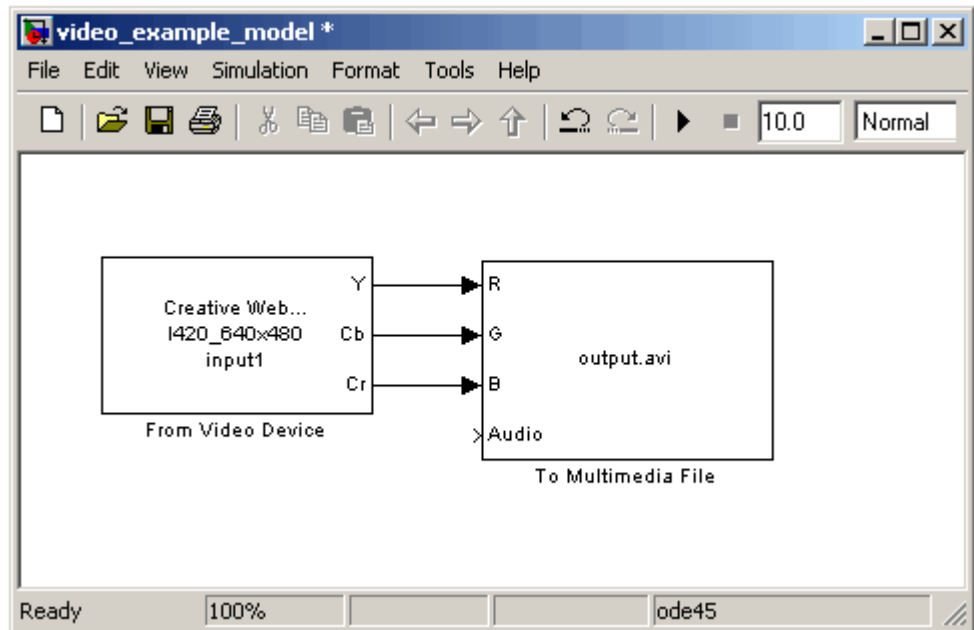 video_example_model *
File Edit View Simulation Format Tools Help
10.0 Normal
Creative Web...
I420_640x480
input1
Y
Cb
Cr
From Video Device
R
G
B
Audio
output.avi
To Multimedia File
Ready 100% ode45